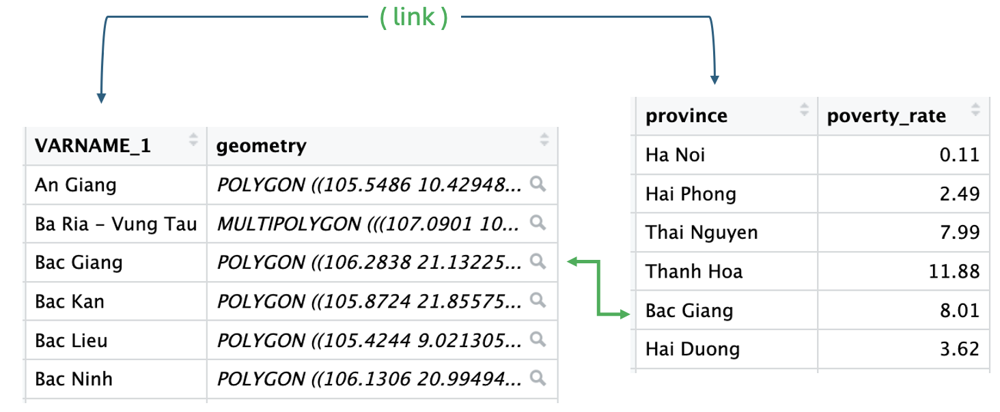 ( link )
VARNAME_1 geometry
An Giang POLYGON ((105.5486 10.42948...
Ba Ria – Vung Tau MULTIPOLYGON (((107.0901 10...
Bac Giang POLYGON ((106.2838 21.13225...
Bac Kan POLYGON ((105.8724 21.85575...
Bac Lieu POLYGON ((105.4244 9.021305...
Bac Ninh POLYGON ((106.1306 20.99494...
province poverty_rate
Ha Noi 0.11
Hai Phong 2.49
Thai Nguyen 7.99
Thanh Hoa 11.88
Bac Giang 8.01
Hai Duong 3.62